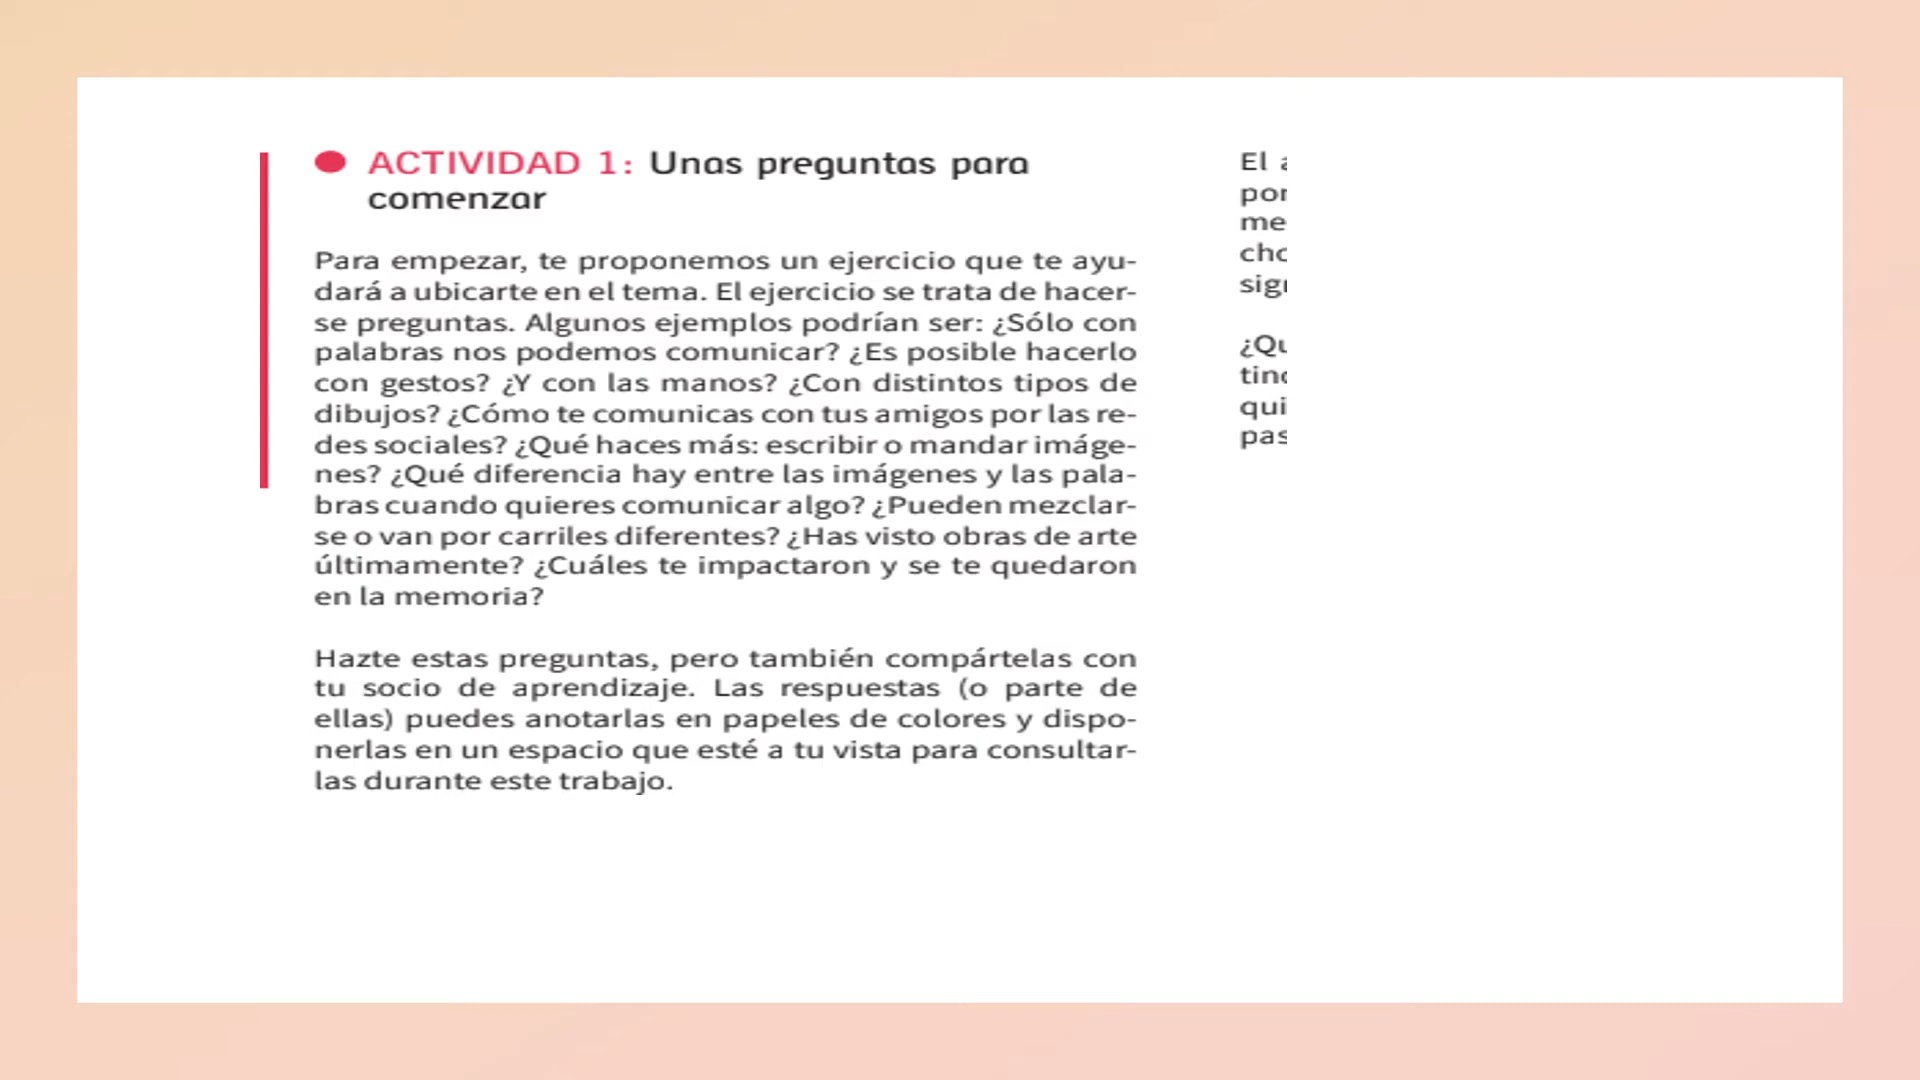 ACTIVIDAD 1: Unas preguntas para
comenzar
Para empezar, te proponemos un ejercicio que te ayu-
dará a ubicarte en el tema. El ejercicio se trata de hacer-
se preguntas. Algunos ejemplos podrían ser: ¿Sólo con
palabras nos podemos comunicar? ¿Es posible hacerlo
con gestos? ¿Y con las manos? ¿Con distintos tipos de
dibujos? ¿Cómo te comunicas con tus amigos por las re-
des sociales? ¿Qué haces más: escribir o mandar imáge-
nes? ¿Qué diferencia hay entre las imágenes y las pala-
bras cuando quieres comunicar algo? ¿Pueden mezclar-
se o van por carriles diferentes? ¿Has visto obras de arte
últimamente? ¿Cuáles te impactaron y se te quedaron
en la memoria?
Hazte estas preguntas, pero también compártelas con
tu socio de aprendizaje. Las respuestas (o parte de
ellas) puedes anotarlas en papeles de colores y dispo-
nerlas en un espacio que esté a tu vista para consultar-
las durante este trabajo.
El
me
qui
pas